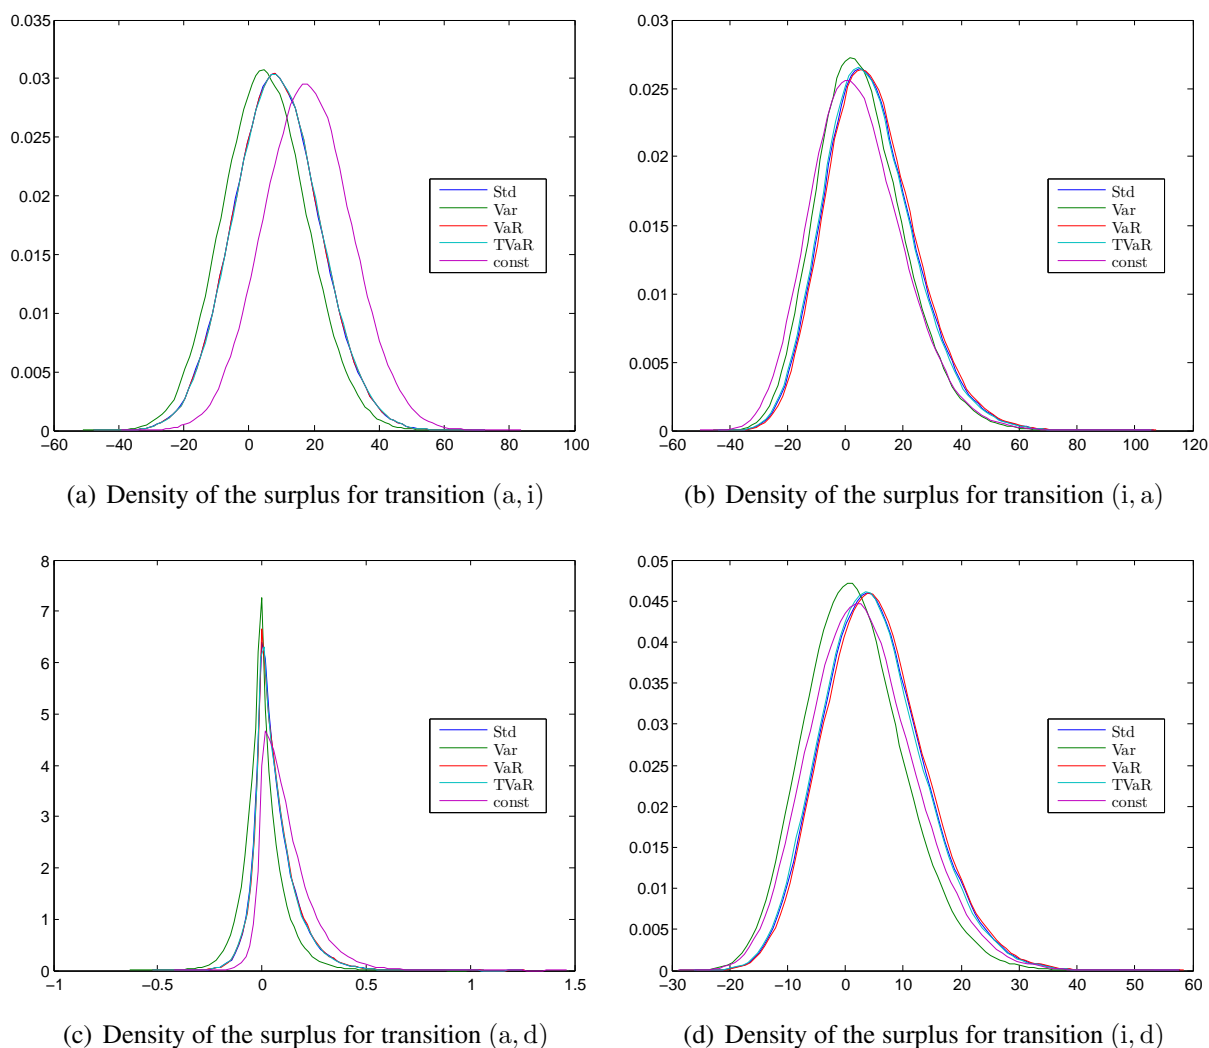 0.035
0.03
0.025
0.02
0.015
0.01
0.005
0
−60 −40 −20 0 20 40 60 80 100
Std
Var
VaR
TVaR
const
(a) Density of the surplus for transition (a, i)
0.03
0.025
0.02
0.015
0.01
0.005
0
−60 −40 −20 0 20 40 60 80 100 120
Std
Var
VaR
TVaR
const
(b) Density of the surplus for transition (i, a)
8
7
6
5
4
3
2
1
0
−1 −0.5 0 0.5 1 1.5
Std
Var
VaR
TVaR
const
(c) Density of the surplus for transition (a, d)
0.05
0.045
0.04
0.035
0.03
0.025
0.02
0.015
0.01
0.005
0
−30 −20 −10 0 10 20 30 40 50 60
Std
Var
VaR
TVaR
const
(d) Density of the surplus for transition (i, d)